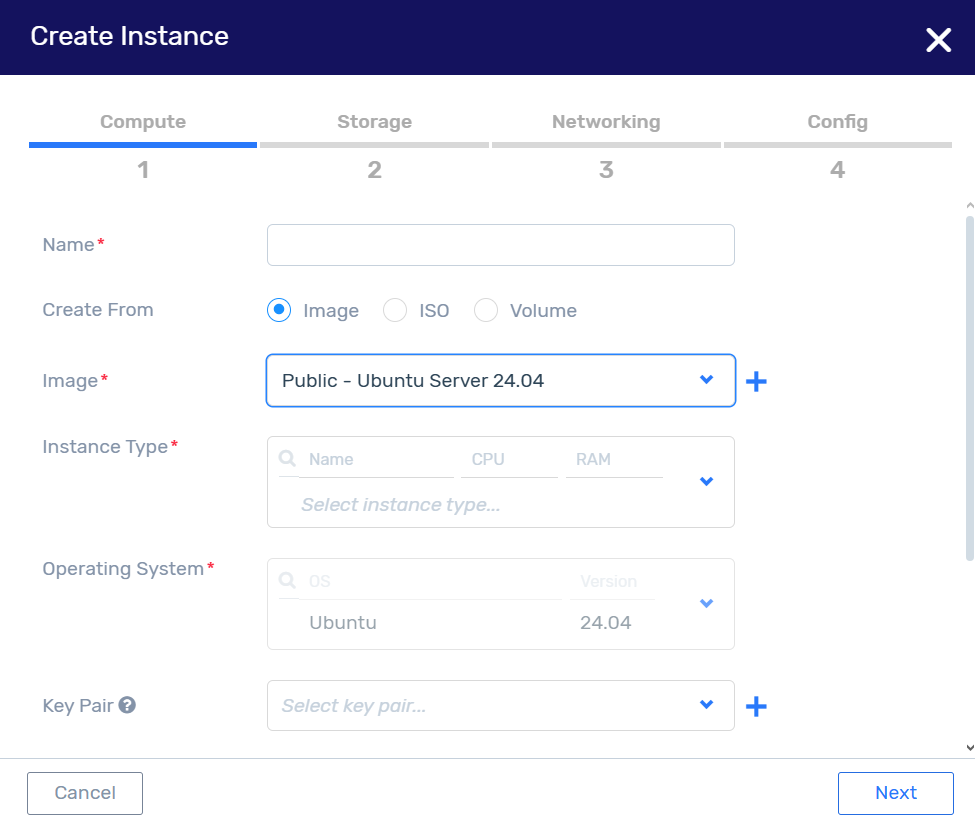 Create Instance
Compute Storage Networking Config
1 2 3 4
Name*
Create From Image ISO Volume
Image* Public - Ubuntu Server 24.04
Instance Type* Name CPU RAM
Select instance type...
Operating System* OS Version
Ubuntu 24.04
Key Pair ? Select key pair...
Cancel Next